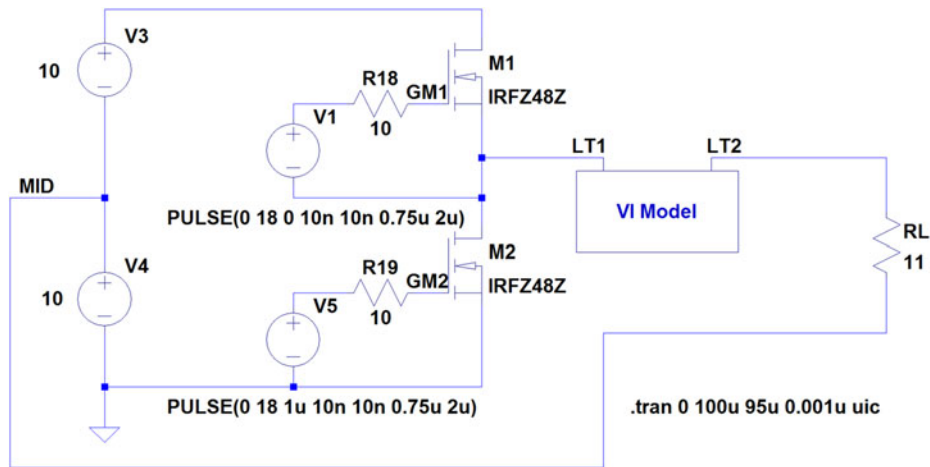 V3
10
M1
R18
GM1
IRFZ48Z
V1
10
LT1
LT2
MID
VI Model
PULSE(0 18 0 10n 10n 0.75u 2u)
RL
11
M2
V4
R19
GM2
IRFZ48Z
10
V5
10
PULSE(0 18 1u 10n 10n 0.75u 2u)
.tran 0 100u 95u 0.001u uic